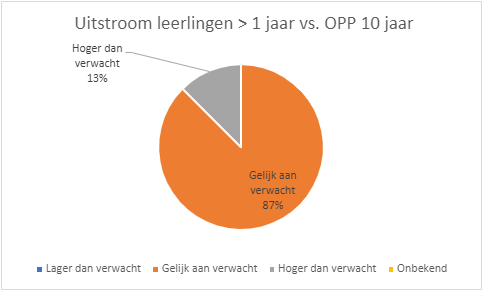 Uitstroom leerlingen > 1 jaar vs. OPP 10 jaar
Hoger dan
verwacht
13%
Gelijk aan
verwacht
87%
Lager dan verwacht
Gelijk aan verwacht
Hoger dan verwacht
Onbekend